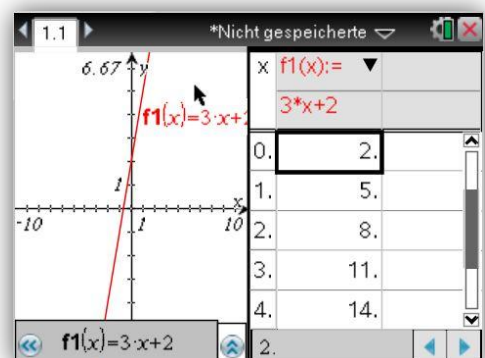 1.1 *Nicht gespeicherte
6.67 y
f1(x)=3·x+2
1
x
-10 1 10
f1(x)=3·x+2
x f1(x):=
3*x+2
0. 2.
1. 5.
2. 8.
3. 11.
4. 14.
2.